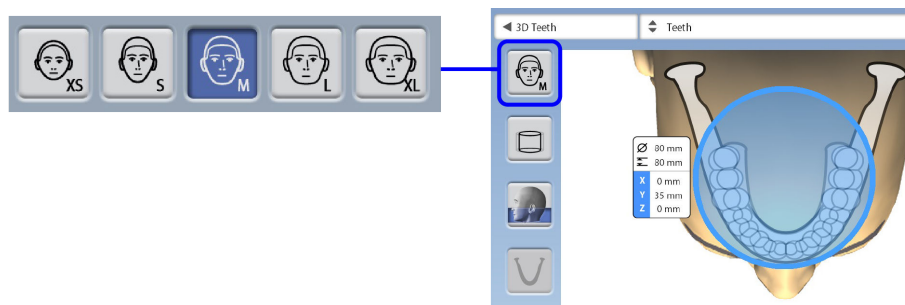 XS S M L XL
3D Teeth
Teeth
M
Ø 80 mm
80 mm
X 0 mm
Y 35 mm
Z 0 mm